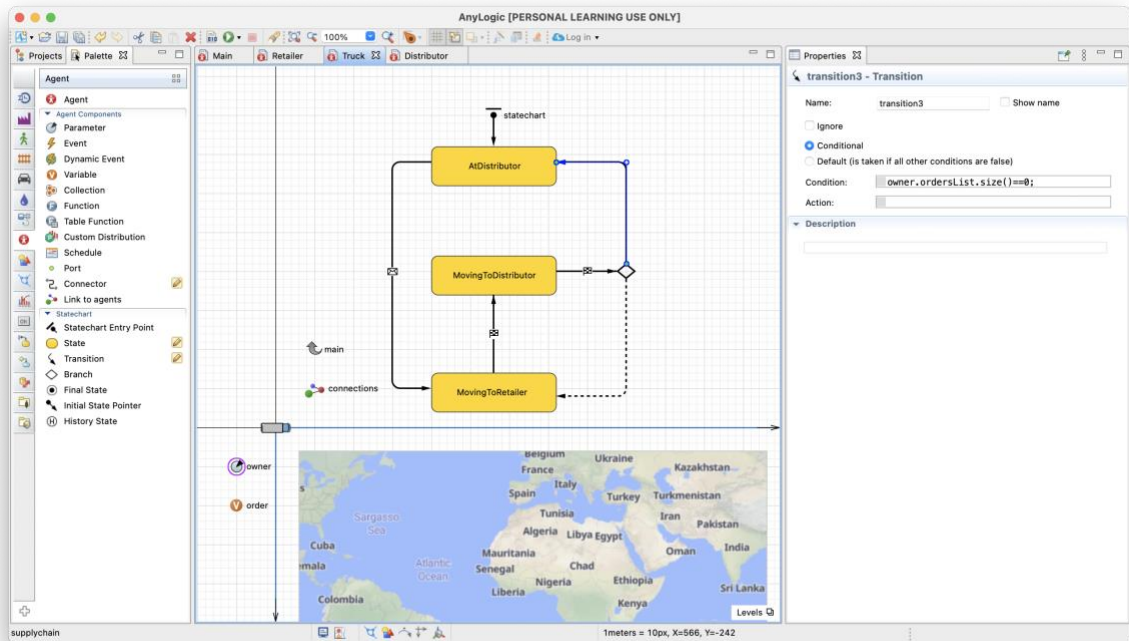 AnyLogic [PERSONAL LEARNING USE ONLY]
100%
Log in
Projects
Palette
Main
Retailer
Truck
Distributor
Properties
Agent
Agent
Agent Components
Parameter
Event
Dynamic Event
Variable
Collection
Function
Table Function
Custom Distribution
Schedule
Port
Connector
Link to agents
Statechart
Statechart Entry Point
State
Transition
Branch
Final State
Initial State Pointer
History State
statechart
AtDistributor
MovingToDistributor
main
connections
MovingToRetailer
owner
order
Belgium
Ukraine
France
Kazakhstan
Italy
Spain
Turkey
Turkmenistan
Sargasso
Sea
Tunisia
Iran
Pakistan
Algeria
Libya
Egypt
Cuba
Mauritania
Oman
India
emala
Atlantic
Ocean
Senegal
Chad
Nigeria
Ethiopia
Sri Lanka
Liberia
Colombia
Kenya
Levels
transition3 - Transition
Name:
transition3
Show name
Ignore
Conditional
Default (is taken if all other conditions are false)
Condition:
owner.ordersList.size()==0;
Action:
Description
supplychain
1meters = 10px, X=566, Y=-242